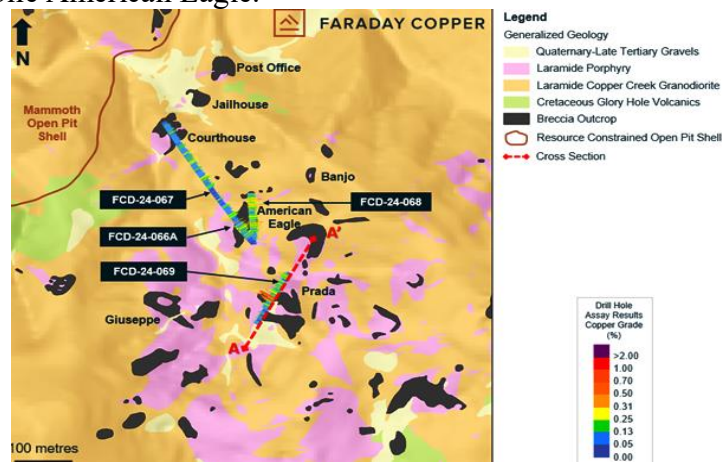 one American Eagle.
FARADAY COPPER
N
Post Office
Jailhouse
Mammoth
Open Pit
Shell
Courthouse
Banjo
FCD-24-067
FCD-24-068
American
Eagle
FCD-24-066A
A'
FCD-24-069
Prada
Giuseppe
A
100 metres
Legend
Generalized Geology
Quaternary-Late Tertiary Gravels
Laramide Porphyry
Laramide Copper Creek Granodiorite
Cretaceous Glory Hole Volcanics
Breccia Outcrop
Resource Constrained Open Pit Shell
Cross Section
Drill Hole
Assay Results
Copper Grade
(%)
>2.00
1.00
0.70
0.50
0.31
0.25
0.13
0.05
0.00